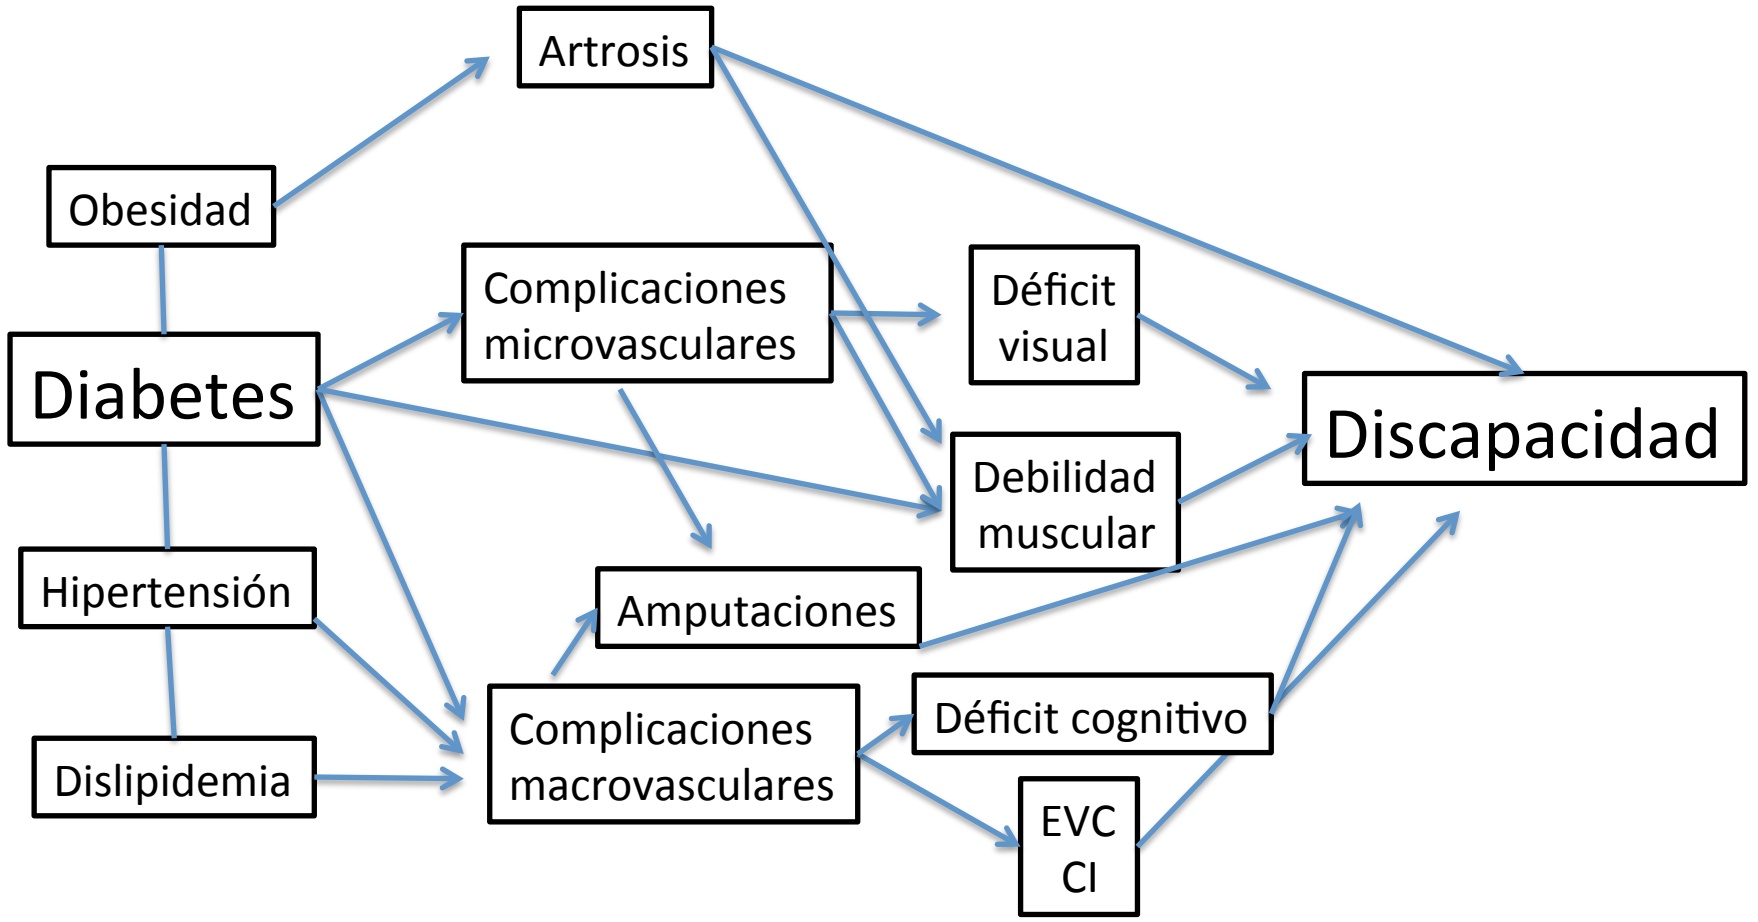 Artrosis
Obesidad
Complicaciones
microvasculares
Déficit
visual
Diabetes
Discapacidad
Debilidad
muscular
Hipertensión
Amputaciones
Déficit cognitivo
Complicaciones
macrovasculares
Dislipidemia
EVC
CI